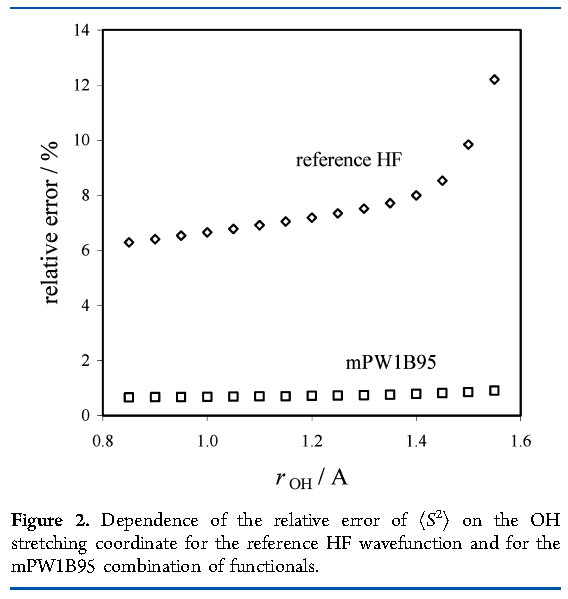 14
12
10
8
6
4
2
0
relative error / %
reference HF
mPW1B95
0.8 1.0 1.2 1.4 1.6
r OH / A
Figure 2. Dependence of the relative error of ⟨S²⟩ on the OH
stretching coordinate for the reference HF wavefunction and for the
mPW1B95 combination of functionals.